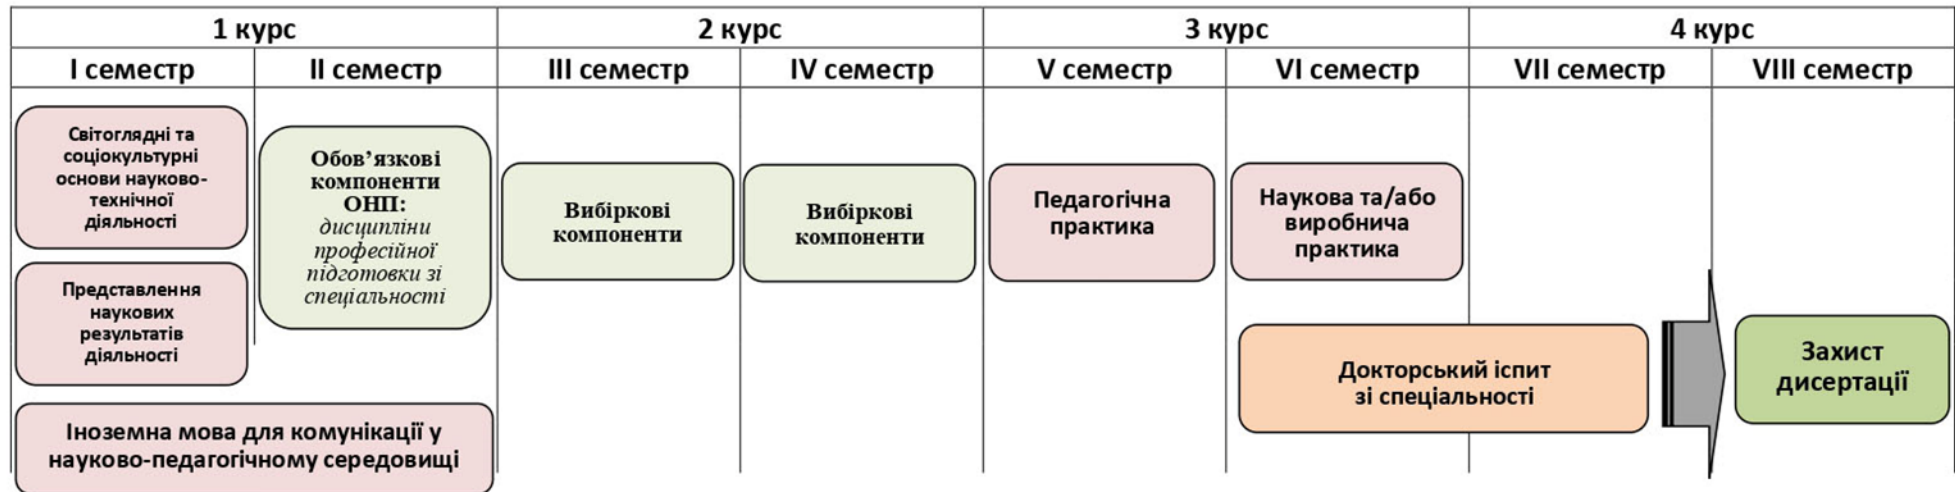 1 курс
2 курс
3 курс
4 курс
I семестр
II семестр
III семестр
IV семестр
V семестр
VI семестр
VII семестр
VIII семестр
Світоглядні та
соціокультурні
основи науково-
технічної
діяльності
Представлення
наукових
результатів
діяльності
Іноземна мова для комунікації у
науково-педагогічному середовищі
Обов’язкові
компоненти
ОНП:
дисципліни
професійної
підготовки зі
спеціальності
Вибіркові
компоненти
Вибіркові
компоненти
Педагогічна
практика
Наукова та/або
виробнича
практика
Докторський іспит
зі спеціальності
Захист
дисертації